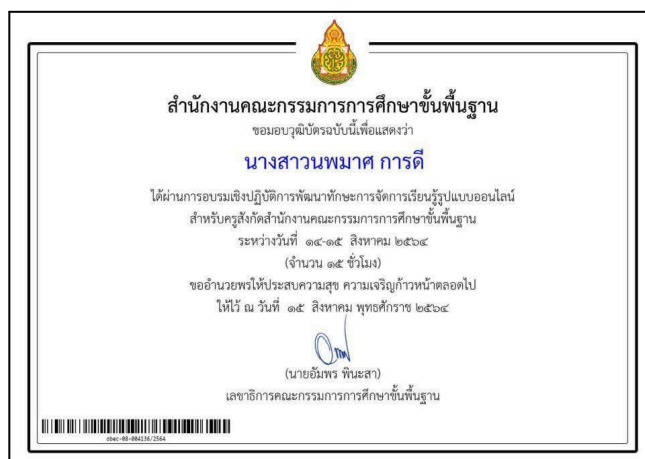 สำนักงานคณะกรรมการการศึกษาขั้นพื้นฐาน
ขอมอบวุฒิบัตรฉบับนี้เพื่อแสดงว่า
นางสาวนพมาศ การดี
ได้ผ่านการอบรมเชิงปฏิบัติการพัฒนาทักษะการจัดการเรียนรู้รูปแบบออนไลน์
สำหรับครูสังกัดสำนักงานคณะกรรมการการศึกษาขั้นพื้นฐาน
ระหว่างวันที่ ๑๔-๑๕ สิงหาคม ๒๕๖๔
(จำนวน ๑๕ ชั่วโมง)
ขออำนวยพรให้ประสบความสุข ความเจริญก้าวหน้าตลอดไป
ให้ไว้ ณ วันที่ ๑๕ สิงหาคม พุทธศักราช ๒๕๖๔
(นายอัมพร พินะสา)
เลขาธิการคณะกรรมการการศึกษาขั้นพื้นฐาน
obec-08-004136/2564